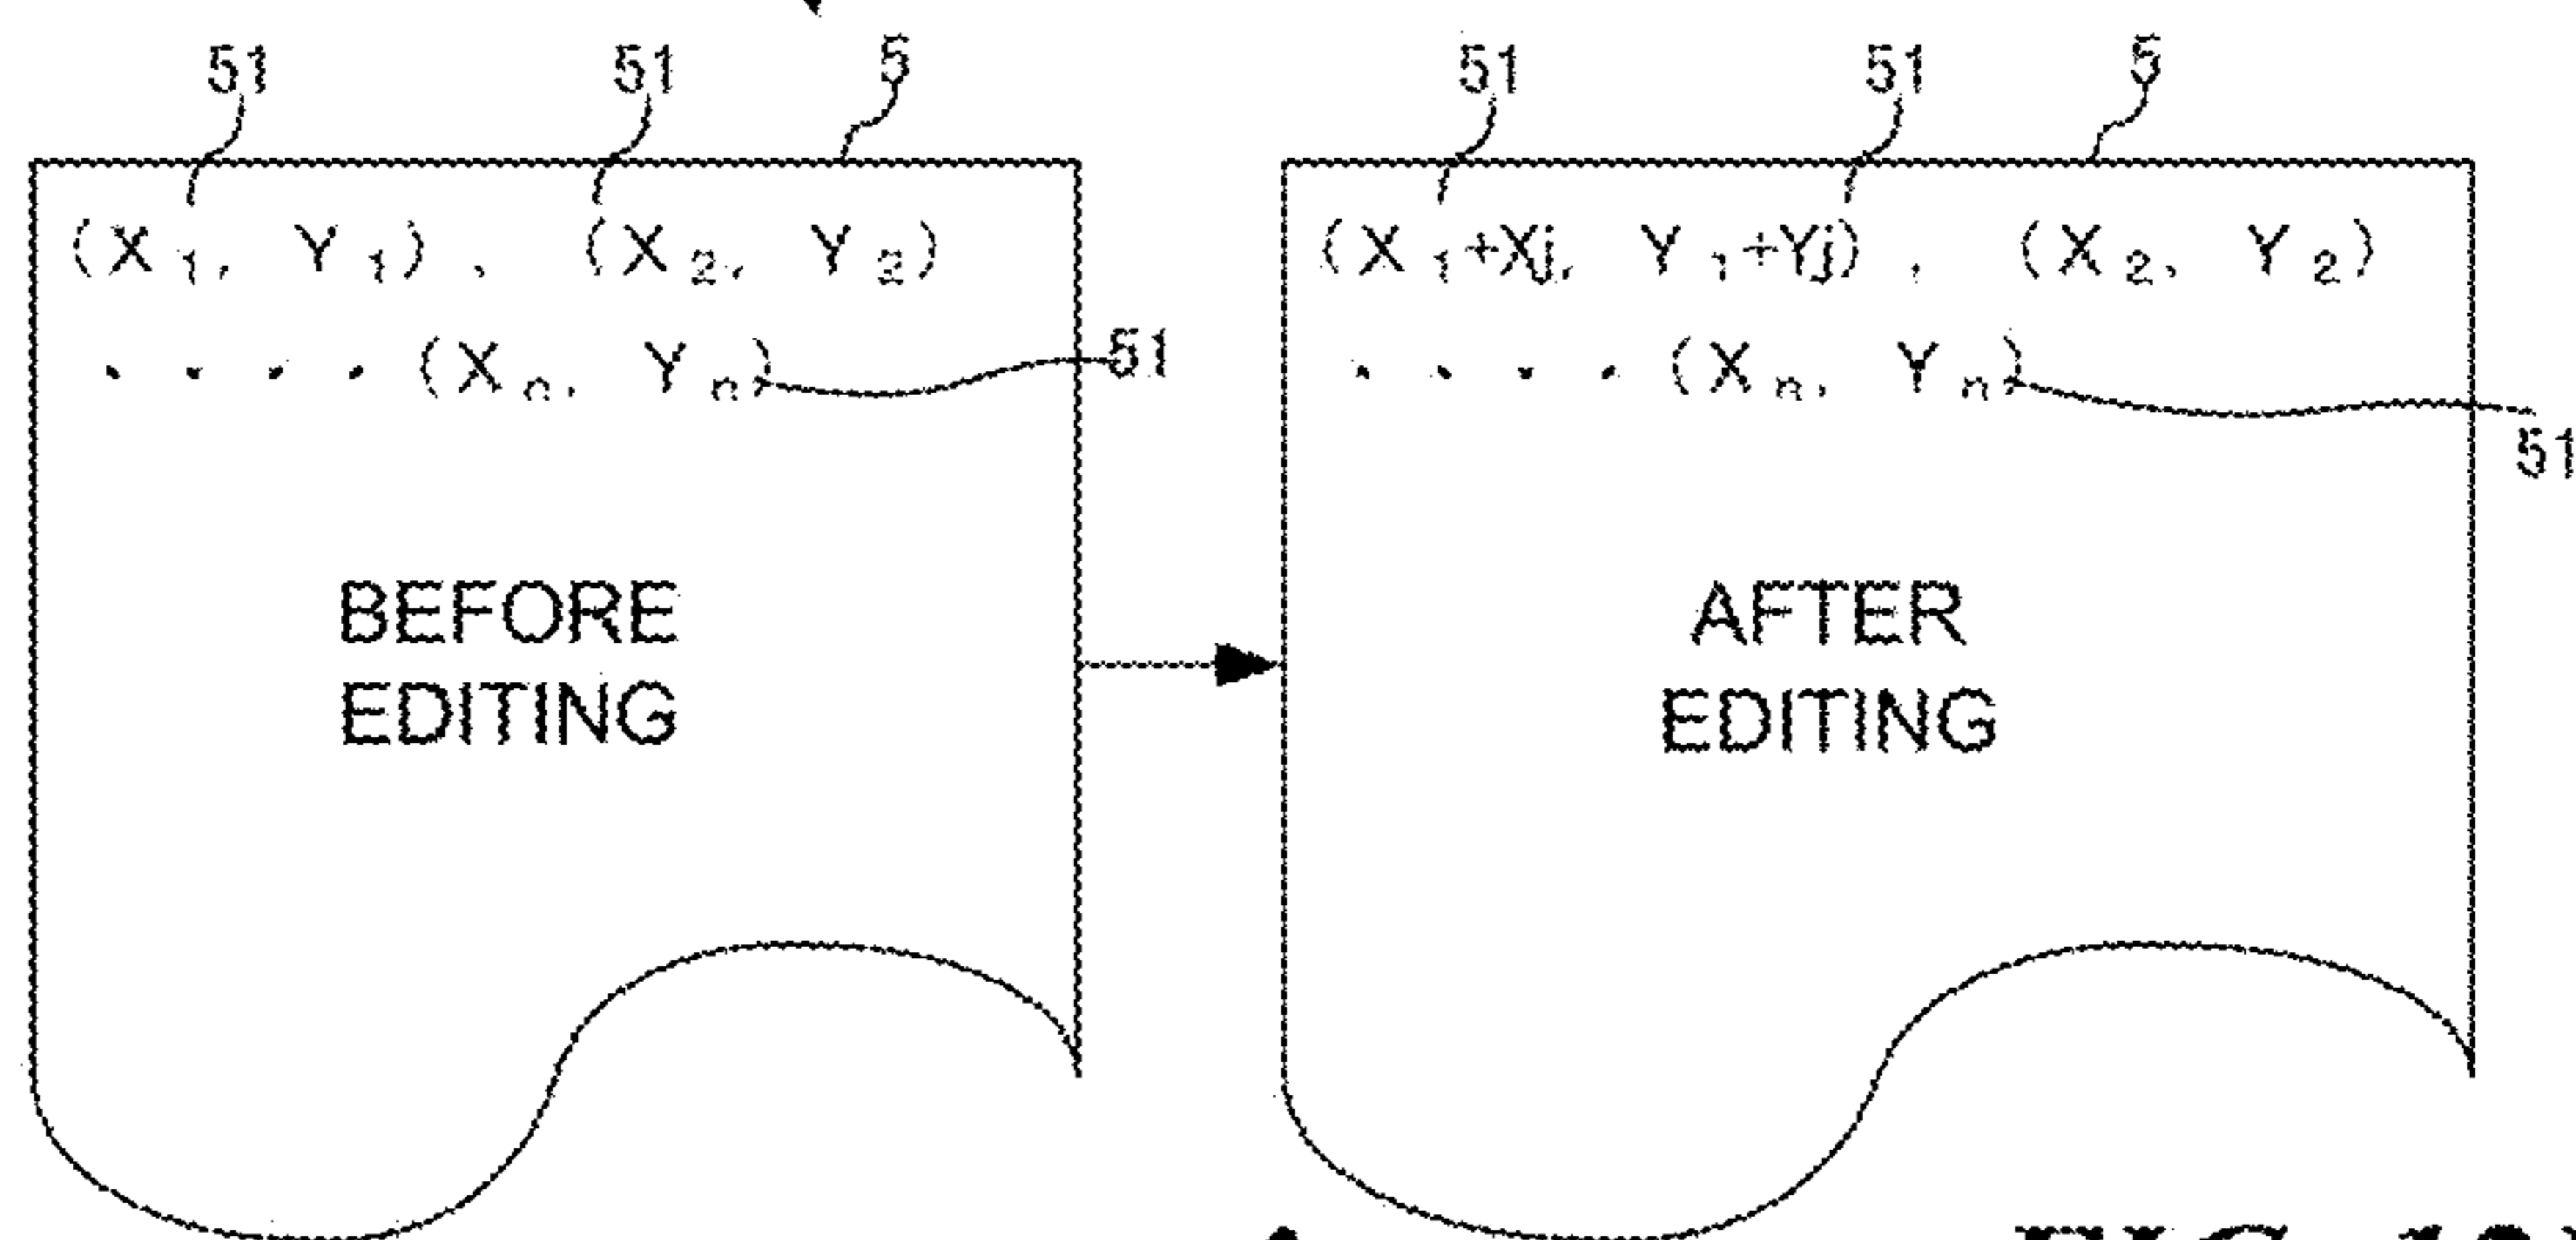 51 51 5
(X1, Y1), (X2, Y2)
....(Xn, Yn) 51
BEFORE
EDITING
51 51 5
(X1+Xj, Y1+Yj), (X2, Y2)
....(Xn, Yn)
51
AFTER
EDITING